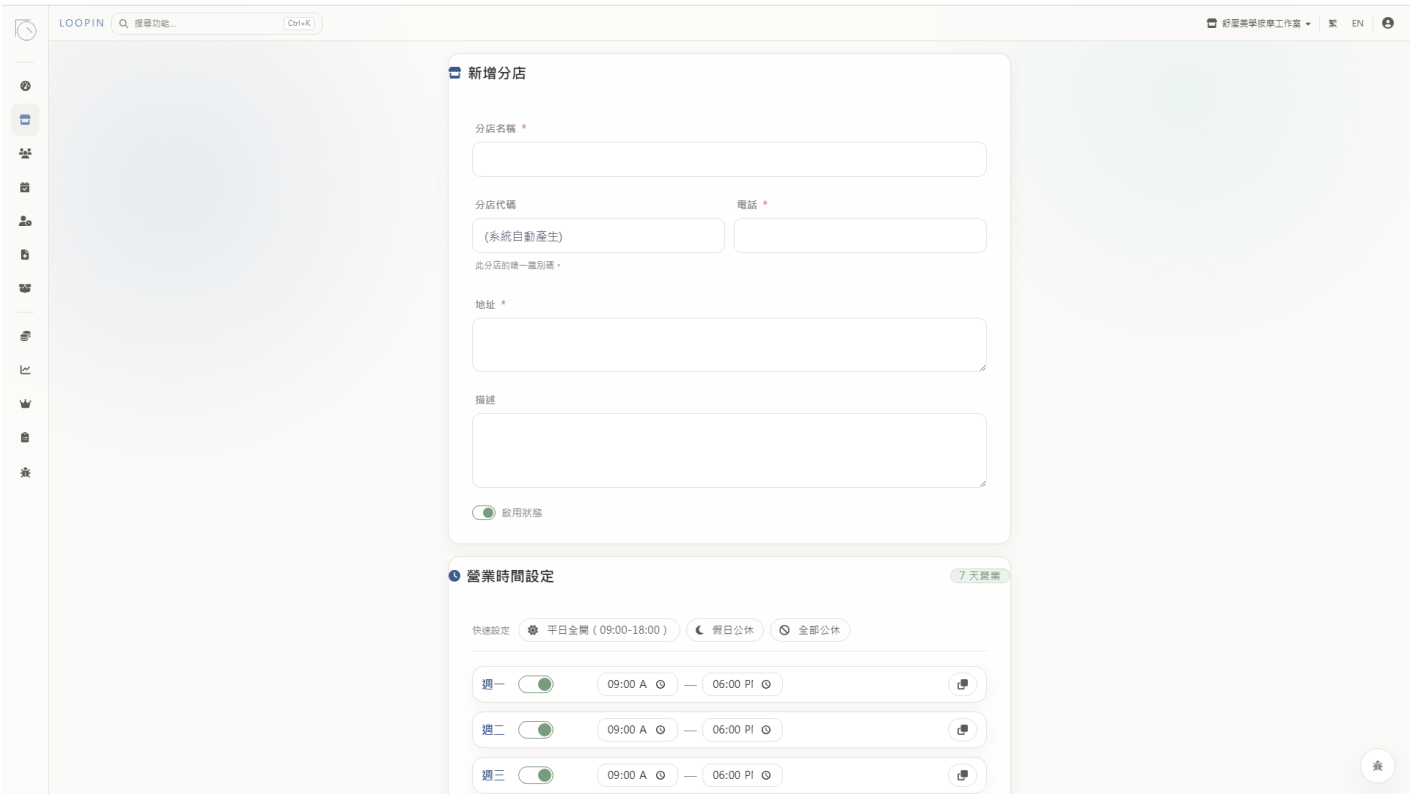 LOOPIN 搜尋功能... Ctrl+K 舒壓美學按摩工作室 繁 EN
新增分店
分店名稱 *
分店代碼 電話 *
(系統自動產生)
此分店的唯一識別碼。
地址 *
描述
啟用狀態
營業時間設定 7 天營業
快速設定 平日全開 ( 09:00-18:00 ) 假日公休 全部公休
週一 09:00 A — 06:00 PI
週二 09:00 A — 06:00 PI
週三 09:00 A — 06:00 PI